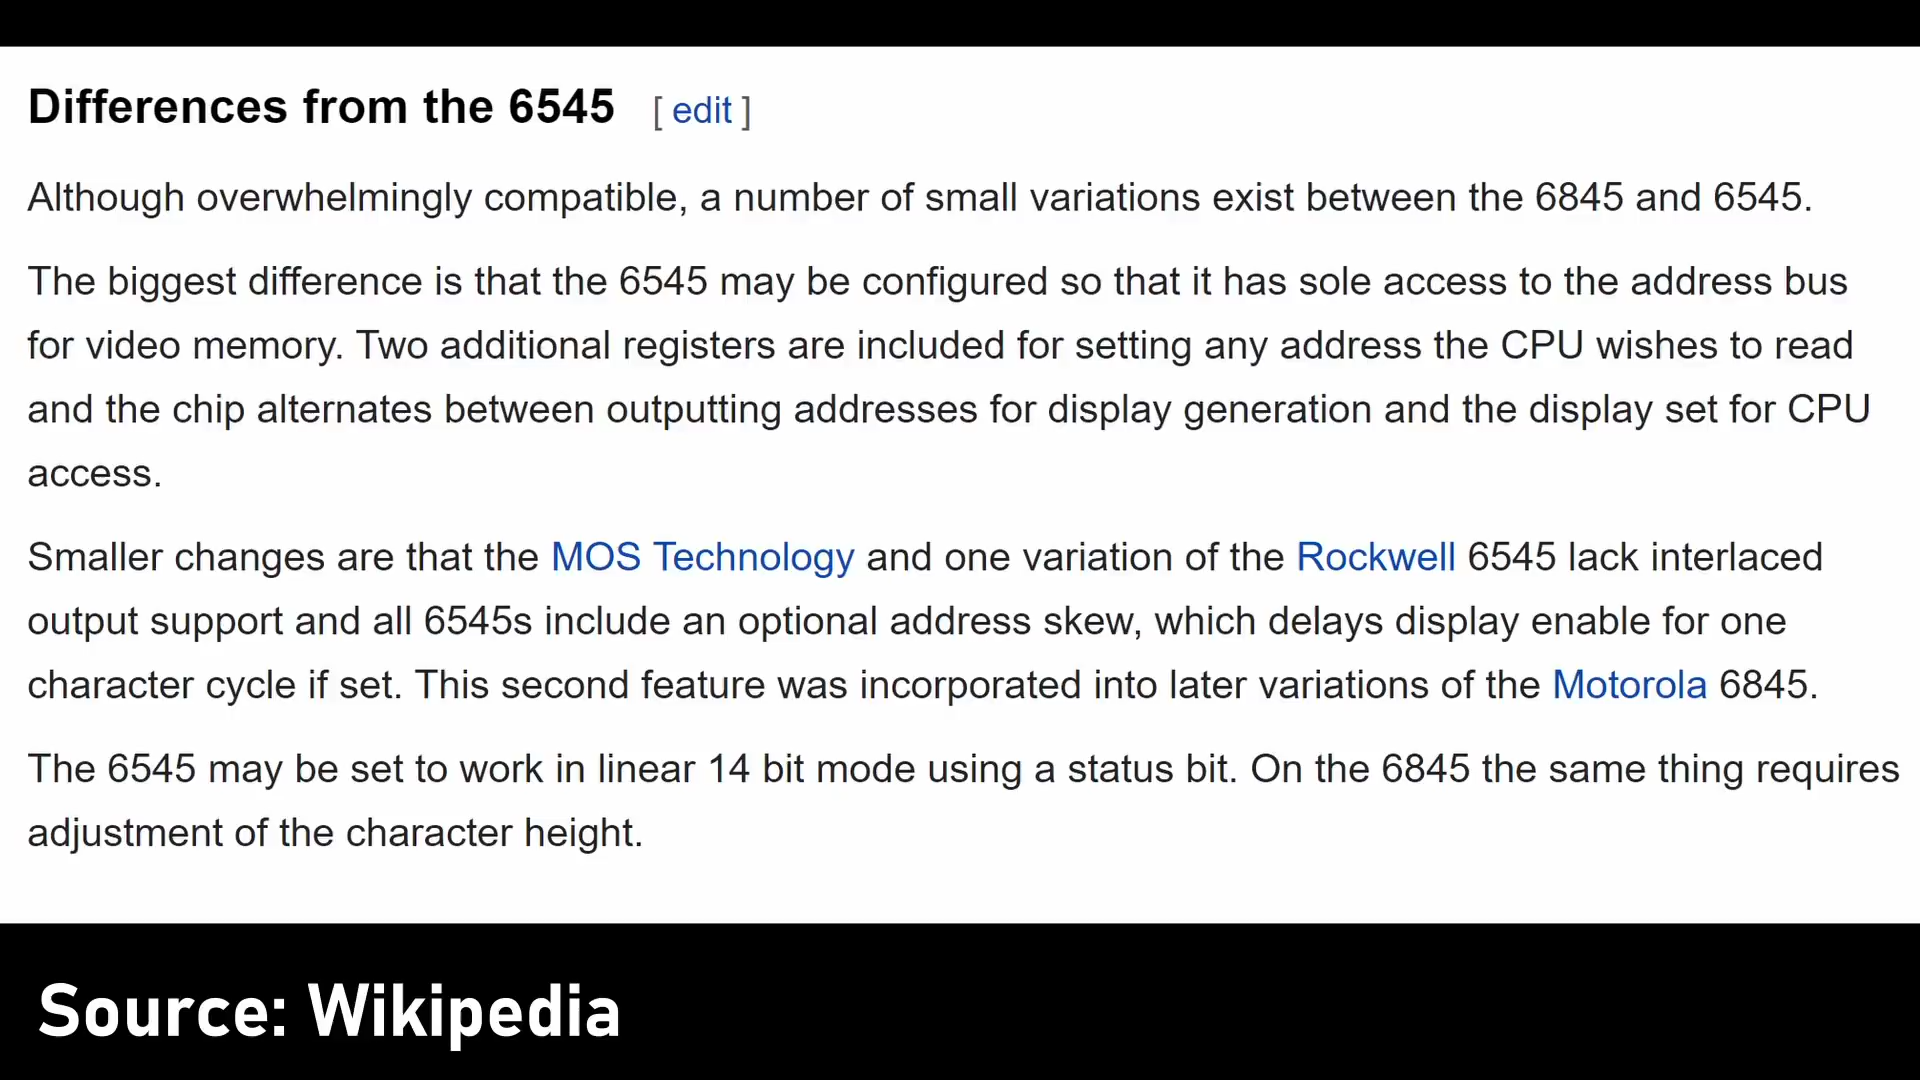 Differences from the 6545 [ edit ]
Although overwhelmingly compatible, a number of small variations exist between the 6845 and 6545.
The biggest difference is that the 6545 may be configured so that it has sole access to the address bus
for video memory. Two additional registers are included for setting any address the CPU wishes to read
and the chip alternates between outputting addresses for display generation and the display set for CPU
access.
Smaller changes are that the MOS Technology and one variation of the Rockwell 6545 lack interlaced
output support and all 6545s include an optional address skew, which delays display enable for one
character cycle if set. This second feature was incorporated into later variations of the Motorola 6845.
The 6545 may be set to work in linear 14 bit mode using a status bit. On the 6845 the same thing requires
adjustment of the character height.
Source: Wikipedia